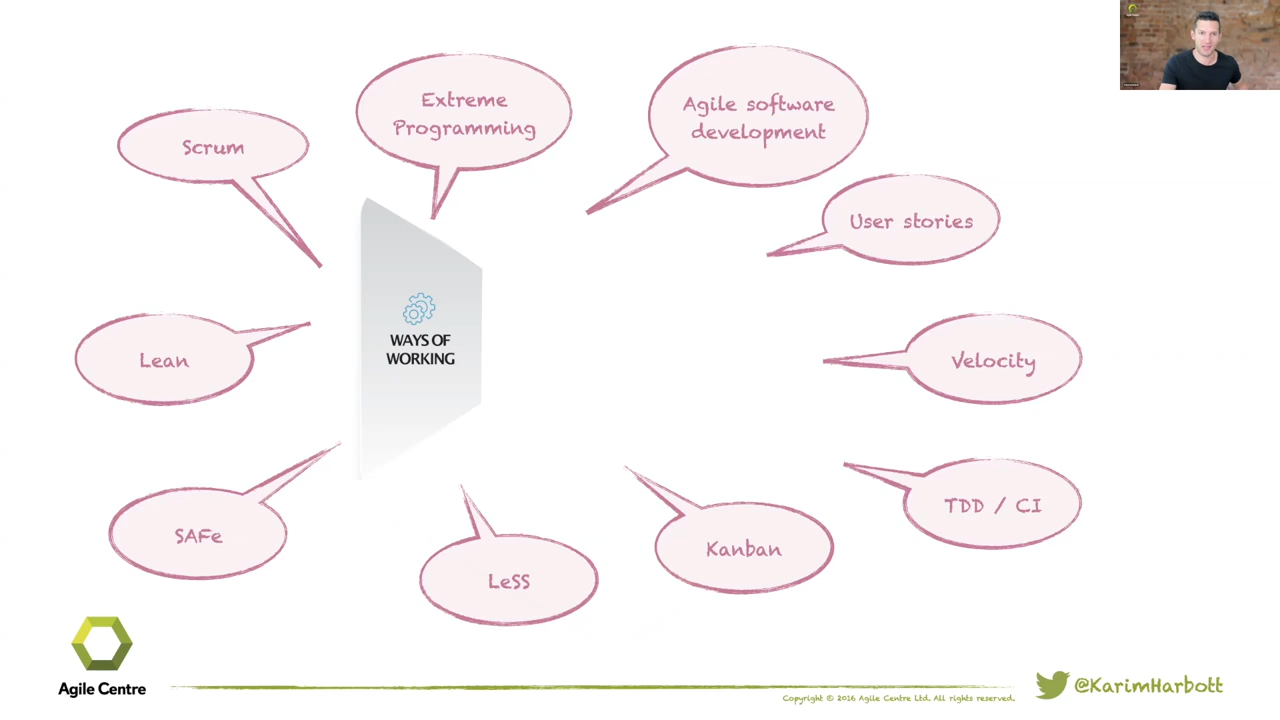 Extreme
Programming
Agile software
development
Scrum
User stories
WAYS OF
WORKING
Lean
Velocity
SAFe
LeSS
Kanban
TDD / CI
Agile Centre
Copyright © 2016 Agile Centre Ltd. All rights reserved.
@KarimHarbott